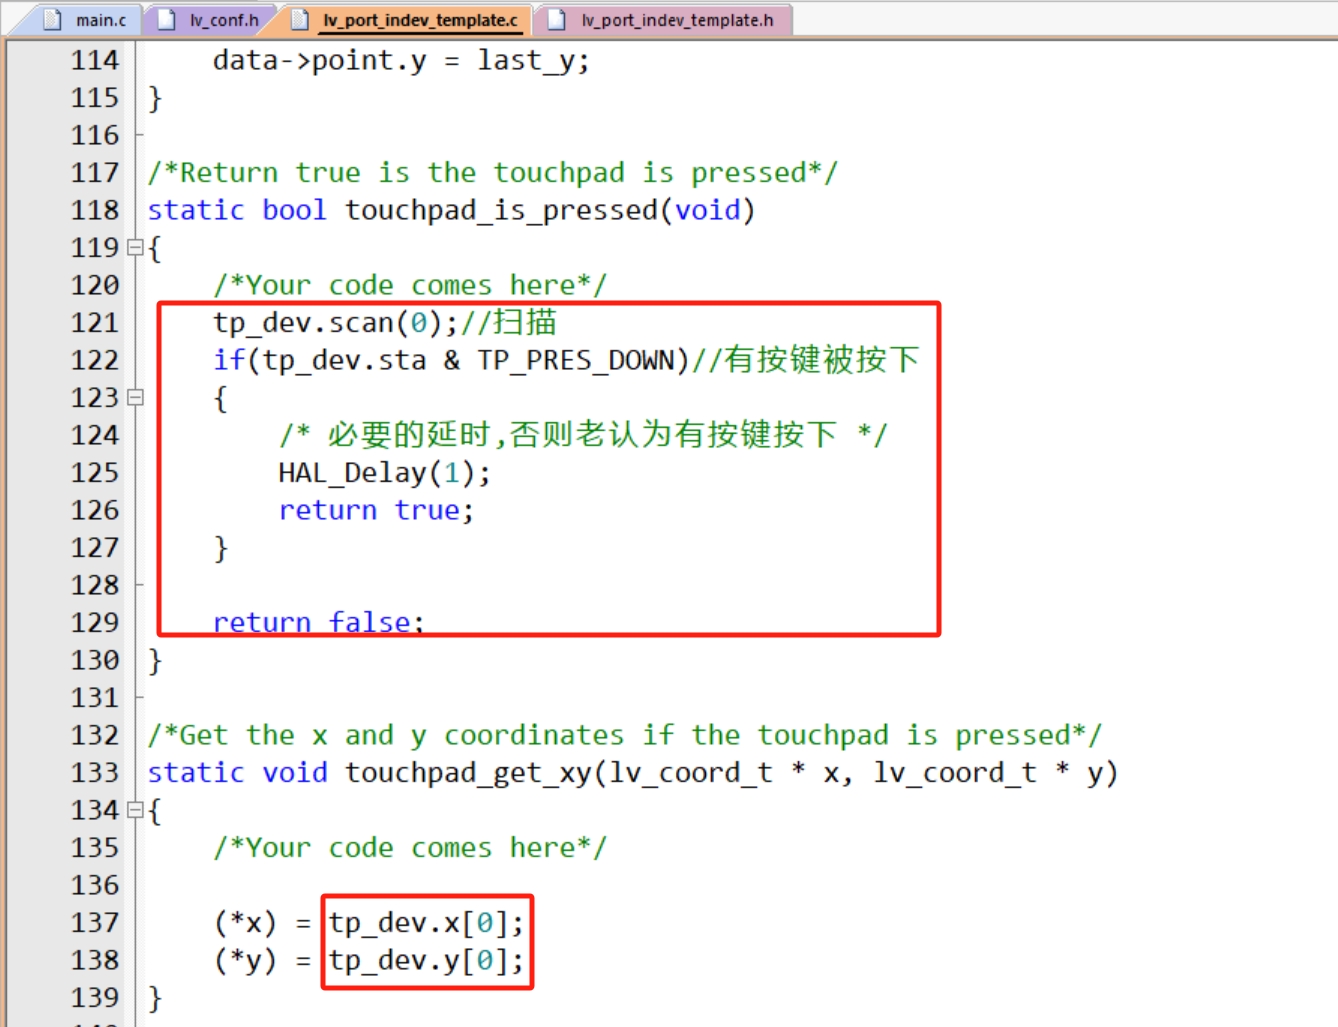 main.c lv_conf.h lv_port_indev_template.c lv_port_indev_template.h
114 data->point.y = last_y;
115 }
116
117 /*Return true is the touchpad is pressed*/
118 static bool touchpad_is_pressed(void)
119 {
120 /*Your code comes here*/
121 tp_dev.scan(0);//扫描
122 if(tp_dev.sta & TP_PRES_DOWN)//有按键被按下
123 {
124 /* 必要的延时,否则老认为有按键按下 */
125 HAL_Delay(1);
126 return true;
127 }
128
129 return false;
130 }
131
132 /*Get the x and y coordinates if the touchpad is pressed*/
133 static void touchpad_get_xy(lv_coord_t * x, lv_coord_t * y)
134 {
135 /*Your code comes here*/
136
137 (*x) = tp_dev.x[0];
138 (*y) = tp_dev.y[0];
139 }